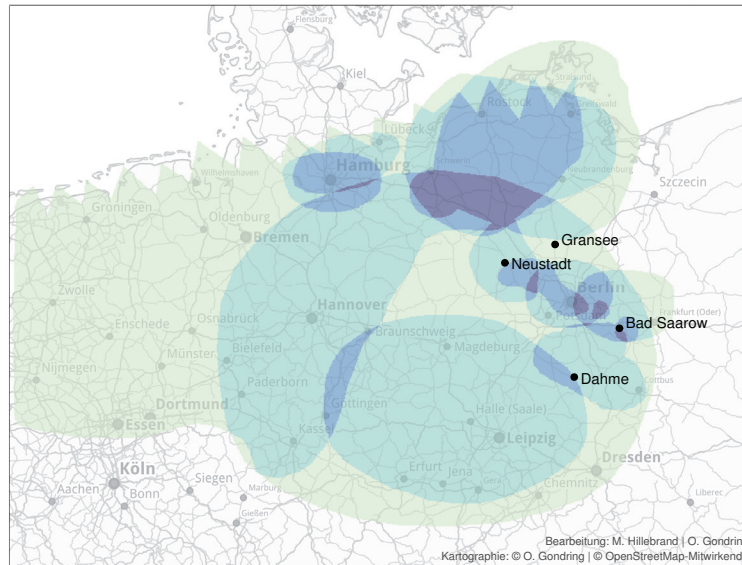 Flensburg
Kiel
Stralsund
Rostock
Greifswald
Lübeck
Wilhelmshaven
Hamburg
Schwerin
Neubrandenburg
Szczecin
Groningen
Oldenburg
Bremen
Gransee
Neustadt
Zwolle
Berlin
Hannover
Potsdam
Frankfurt (Oder)
Enschede
Osnabrück
Braunschweig
Bad Saarow
Nijmegen
Münster
Bielefeld
Magdeburg
Paderborn
Dahme
Cottbus
Dortmund
Göttingen
Halle (Saale)
Essen
Kassel
Leipzig
Köln
Siegen
Erfurt
Jena
Dresden
Aachen
Bonn
Marburg
Gera
Chemnitz
Liberec
Gießen
Bearbeitung: M. Hillebrand | O. Gondrin
Kartographie: © O. Gondring | © OpenStreetMap-Mitwirkend